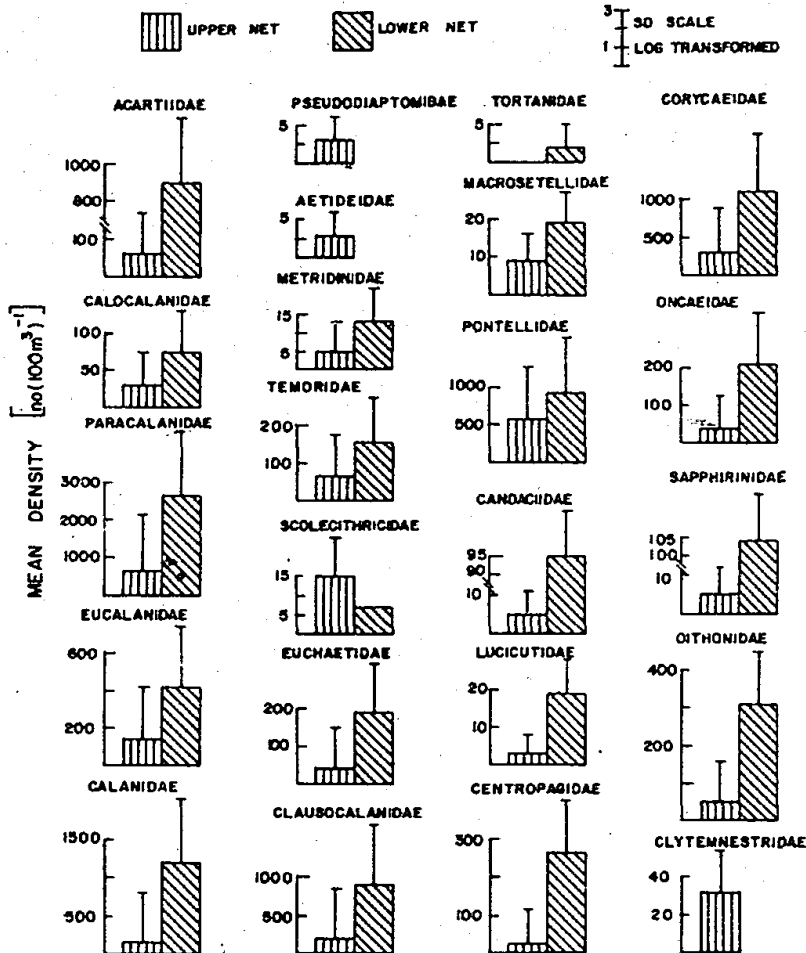 UPPER NET
LOWER NET
3
1
SD SCALE
LOG TRANSFORMED
MEAN DENSITY [no(100m³)⁻¹]
ACARTIIDAE
1000
800
100
PSEUDODIAPTOMIDAE
5
TORTANIDAE
5
CORYCAEIDAE
1000
500
AETIDEIDAE
5
MACROSETELLIDAE
20
10
CALOCALANIDAE
100
50
METRIDINIDAE
15
5
PONTELLIDAE
1000
500
ONCAEIDAE
200
100
PARACALANIDAE
3000
2000
1000
TEMORIDAE
200
100
CANDACIIDAE
95
90
10
SAPPHIRINIDAE
105
100
10
SCOLECITHRICIDAE
15
5
EUCALANIDAE
600
200
EUCHAETIDAE
200
100
LUCICUTIDAE
20
10
OITHONIDAE
400
200
CALANIDAE
1500
500
CLAUSOCALANIDAE
1000
500
CENTROPAGIDAE
300
100
CLYTEMNESTRIDAE
40
20